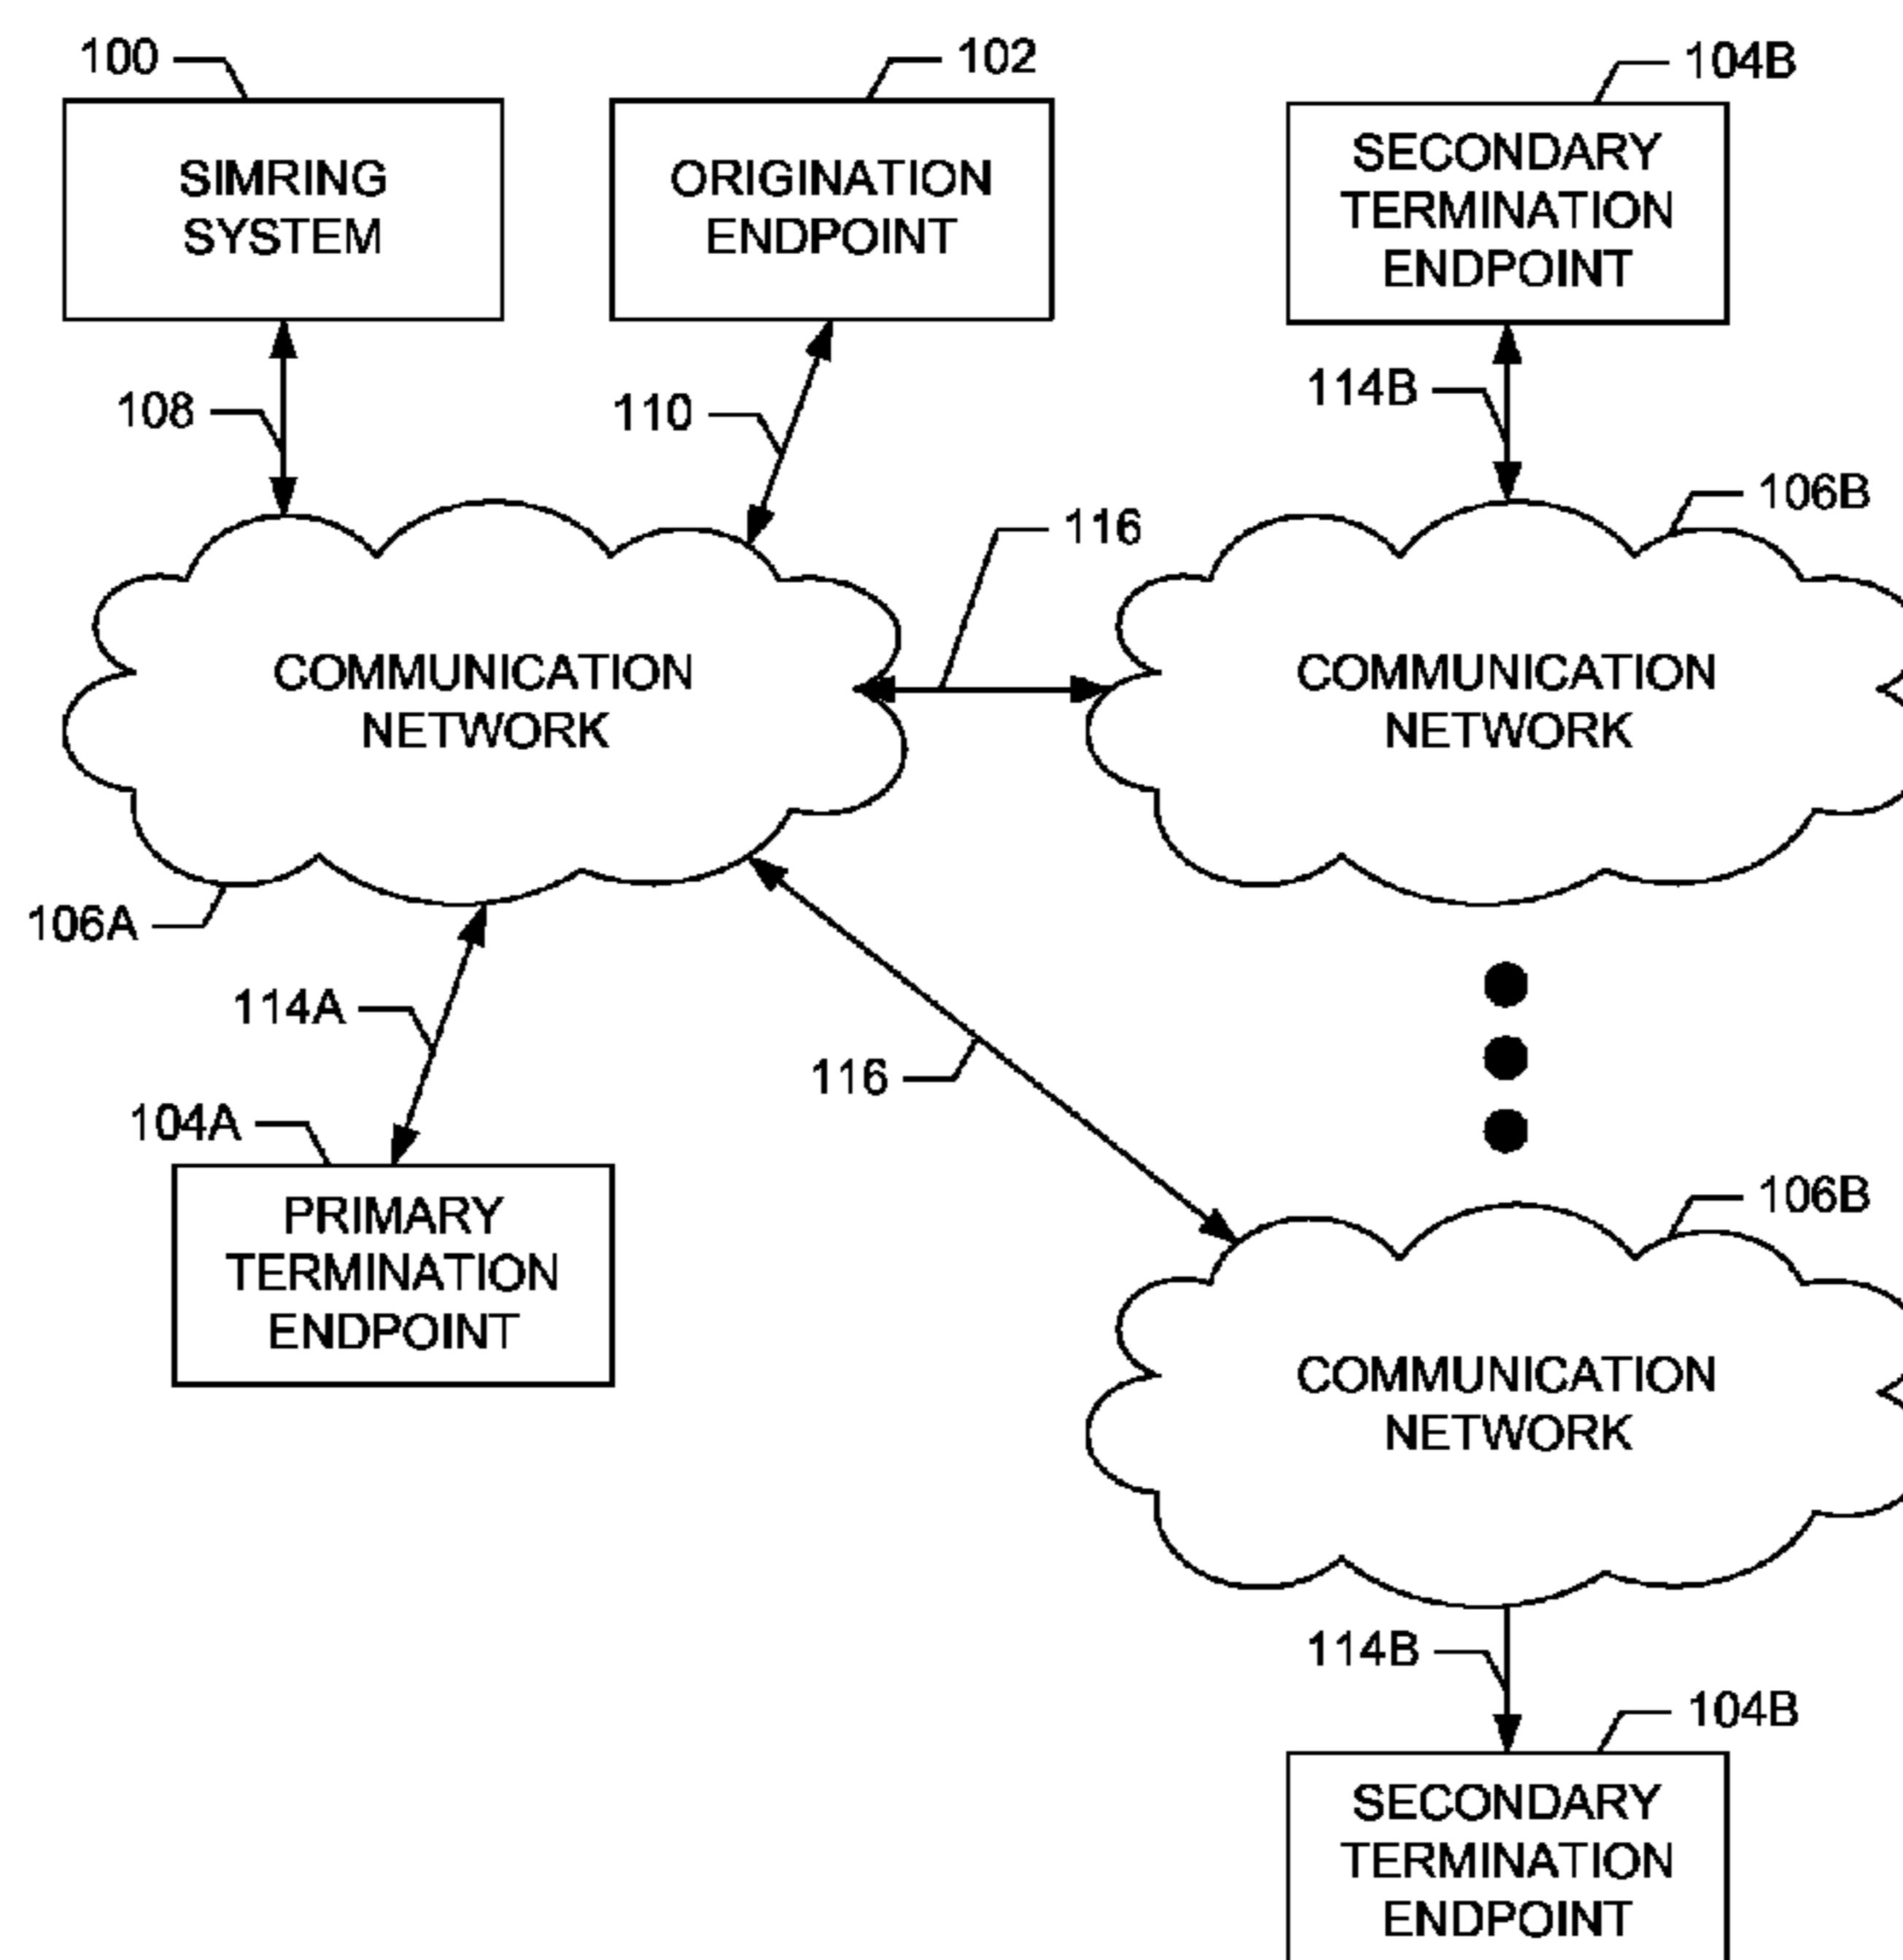 100
102
104B
SIMRING
SYSTEM
ORIGINATION
ENDPOINT
SECONDARY
TERMINATION
ENDPOINT
108
110
114B
106B
116
COMMUNICATION
NETWORK
COMMUNICATION
NETWORK
106A
114A
116
104A
PRIMARY
TERMINATION
ENDPOINT
106B
COMMUNICATION
NETWORK
114B
104B
SECONDARY
TERMINATION
ENDPOINT